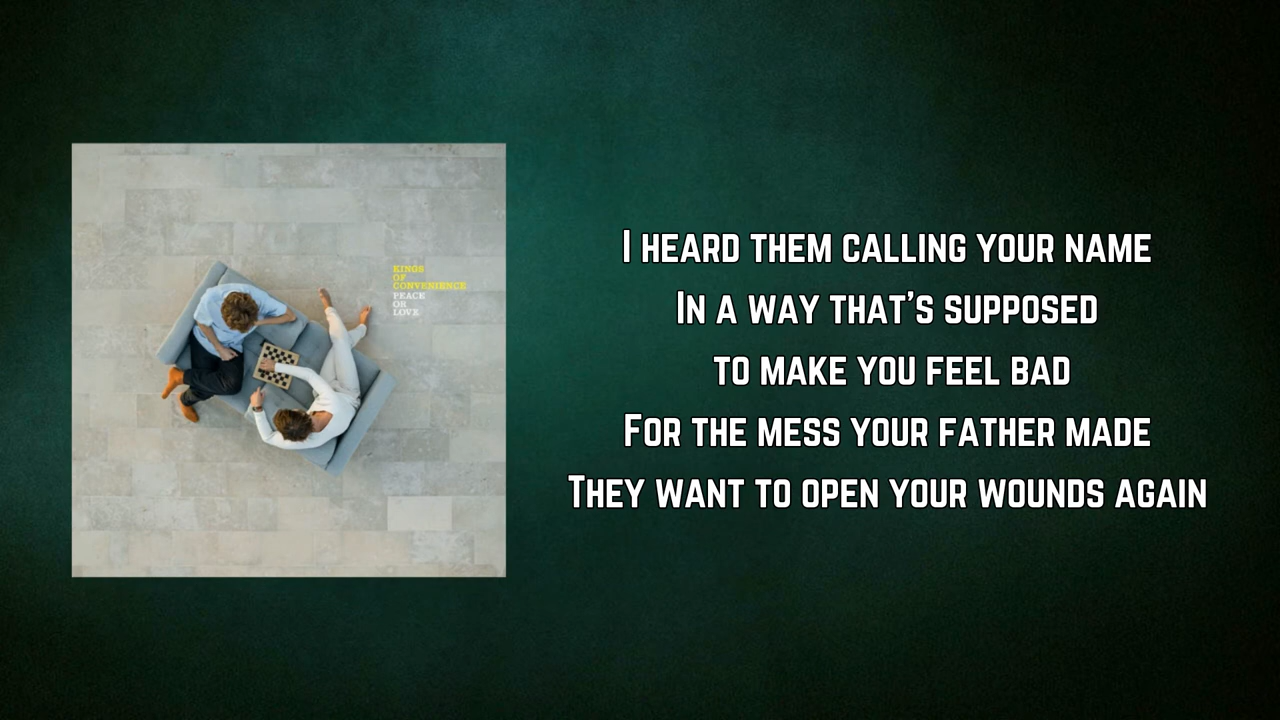 KINGS
OF
CONVENIENCE
PEACE
OR
LOVE
I HEARD THEM CALLING YOUR NAME
IN A WAY THAT'S SUPPOSED
TO MAKE YOU FEEL BAD
FOR THE MESS YOUR FATHER MADE
THEY WANT TO OPEN YOUR WOUNDS AGAIN